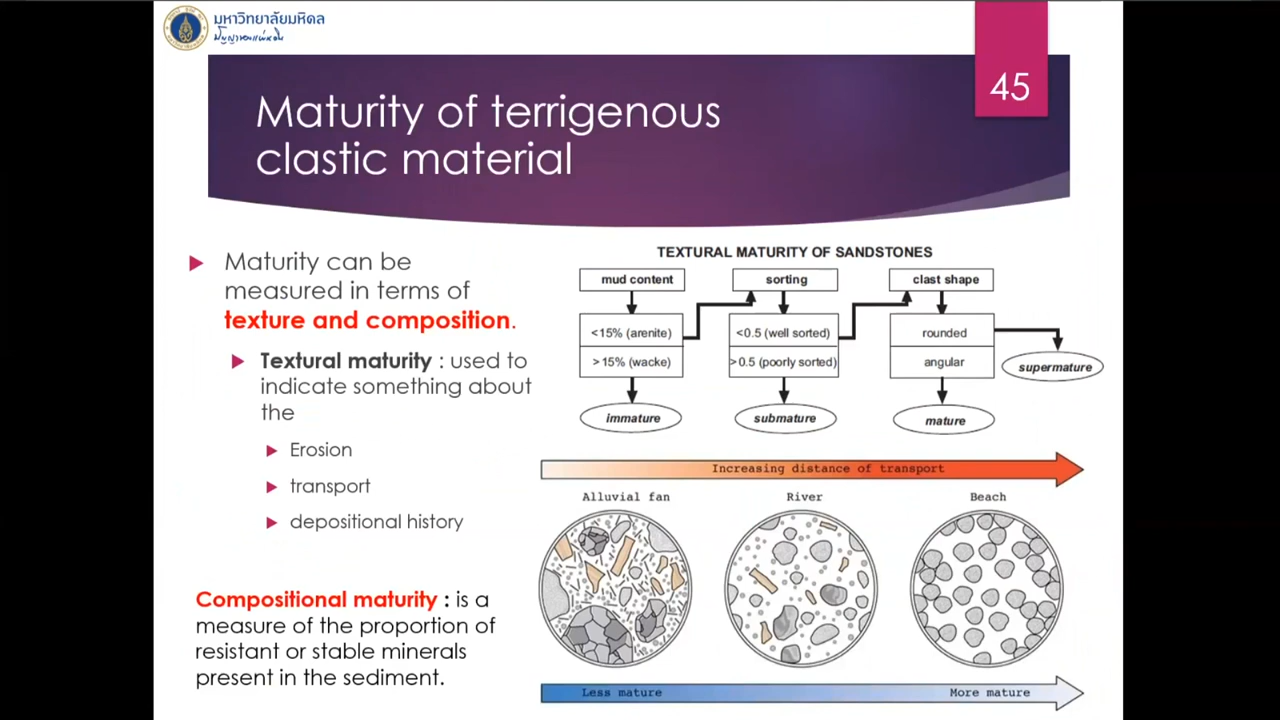 มหาวิทยาลัยมหิดล
ปัญญาของแผ่นดิน
45
Maturity of terrigenous
clastic material
Maturity can be
measured in terms of
texture and composition.
Textural maturity : used to
indicate something about
the
Erosion
transport
depositional history
Compositional maturity : is a
measure of the proportion of
resistant or stable minerals
present in the sediment.
TEXTURAL MATURITY OF SANDSTONES
mud content
sorting
clast shape
<15% (arenite)
<0.5 (well sorted)
rounded
>15% (wacke)
>0.5 (poorly sorted)
angular
supermature
immature
submature
mature
Increasing distance of transport
Alluvial fan
River
Beach
Less mature
More mature